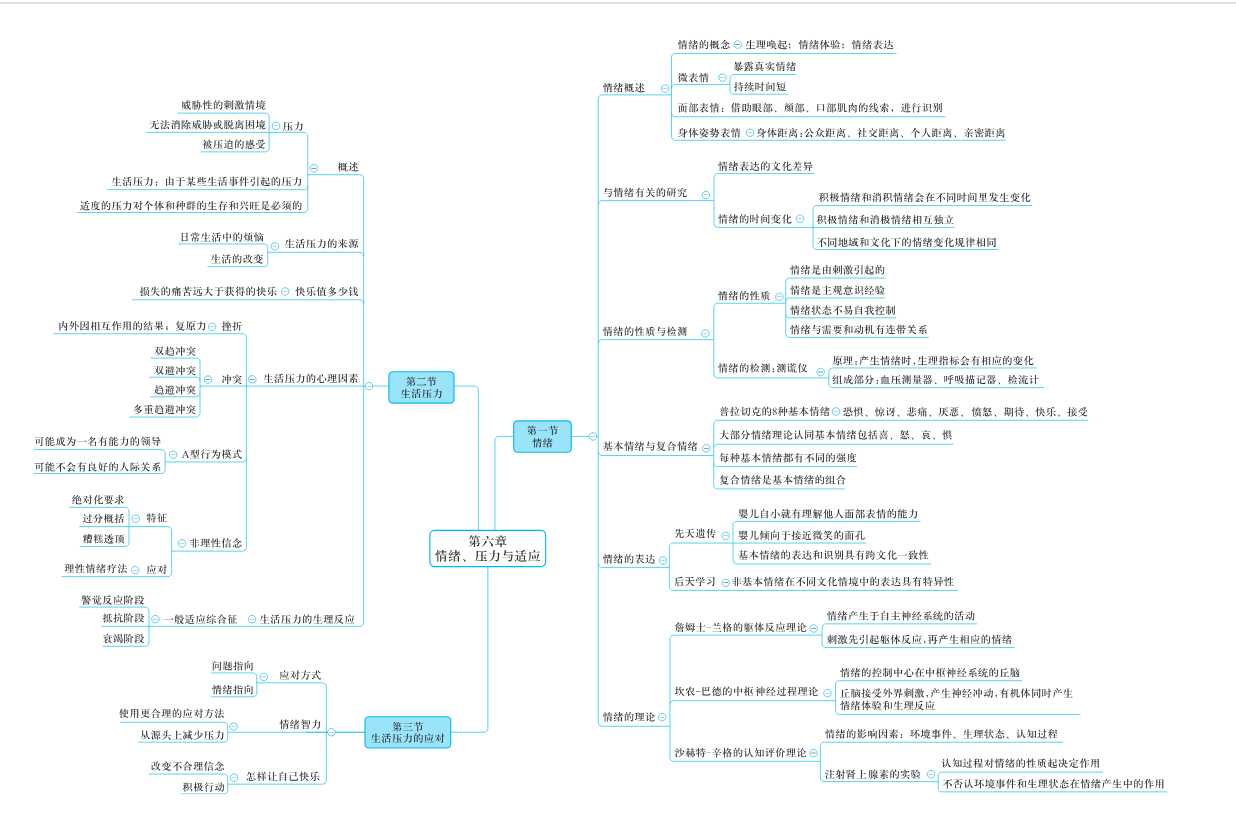 第六章
情绪、压力与适应
第一节
情绪
情绪概述
情绪的概念
生理唤起；情绪体验；情绪表达
微表情
暴露真实情绪
持续时间短
面部表情：借助眼部、颊部、口部肌肉的线索，进行识别
身体姿势表情
身体距离:公众距离、社交距离、个人距离、亲密距离
与情绪有关的研究
情绪表达的文化差异
情绪的时间变化
积极情绪和消积情绪会在不同时间里发生变化
积极情绪和消极情绪相互独立
不同地域和文化下的情绪变化规律相同
情绪的性质与检测
情绪的性质
情绪是由刺激引起的
情绪是主观意识经验
情绪状态不易自我控制
情绪与需要和动机有连带关系
情绪的检测:测谎仪
原理:产生情绪时,生理指标会有相应的变化
组成部分:血压测量器、呼吸描记器、检流计
基本情绪与复合情绪
普拉切克的8种基本情绪
恐惧、惊讶、悲痛、厌恶、愤怒、期待、快乐、接受
大部分情绪理论认同基本情绪包括喜、怒、哀、惧
每种基本情绪都有不同的强度
复合情绪是基本情绪的组合
情绪的表达
先天遗传
婴儿自小就有理解他人面部表情的能力
婴儿倾向于接近微笑的面孔
基本情绪的表达和识别具有跨文化一致性
后天学习
非基本情绪在不同文化情境中的表达具有特异性
情绪的理论
詹姆士-兰格的躯体反应理论
情绪产生于自主神经系统的活动
刺激先引起躯体反应,再产生相应的情绪
坎农-巴德的中枢神经过程理论
情绪的控制中心在中枢神经系统的丘脑
丘脑接受外界刺激,产生神经冲动,有机体同时产生
情绪体验和生理反应
沙赫特-辛格的认知评价理论
情绪的影响因素：环境事件、生理状态、认知过程
注射肾上腺素的实验
认知过程对情绪的性质起决定作用
不否认环境事件和生理状态在情绪产生中的作用
第二节
生活压力
概述
压力
威胁性的刺激情境
无法消除威胁或脱离困境
被压迫的感受
生活压力：由于某些生活事件引起的压力
适度的压力对个体和种群的生存和兴旺是必须的
生活压力的来源
日常生活中的烦恼
生活的改变
快乐值多少钱
损失的痛苦远大于获得的快乐
生活压力的心理因素
挫折
内外因相互作用的结果；复原力
冲突
双趋冲突
双避冲突
趋避冲突
多重趋避冲突
A型行为模式
可能成为一名有能力的领导
可能不会有良好的人际关系
非理性信念
特征
绝对化要求
过分概括
糟糕透顶
应对
理性情绪疗法
生活压力的生理反应
一般适应综合征
警觉反应阶段
抵抗阶段
衰竭阶段
第三节
生活压力的应对
应对方式
问题指向
情绪指向
情绪智力
使用更合理的应对方法
从源头上减少压力
怎样让自己快乐
改变不合理信念
积极行动